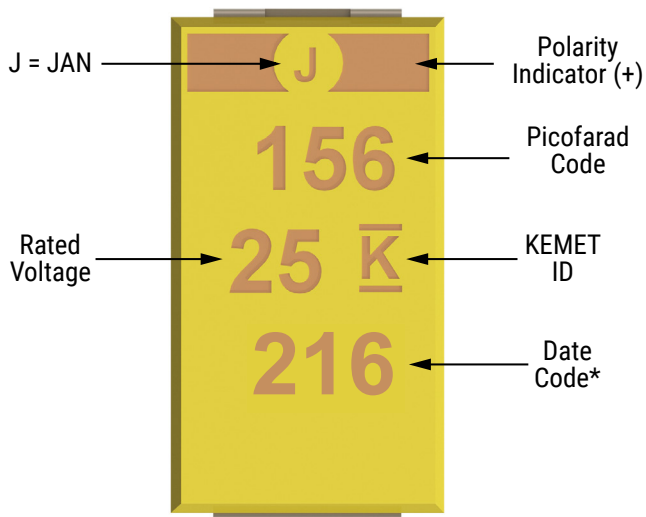 J = JAN
J
Polarity
Indicator (+)
156
Picofarad
Code
Rated
Voltage
25 K
KEMET
ID
216
Date
Code*